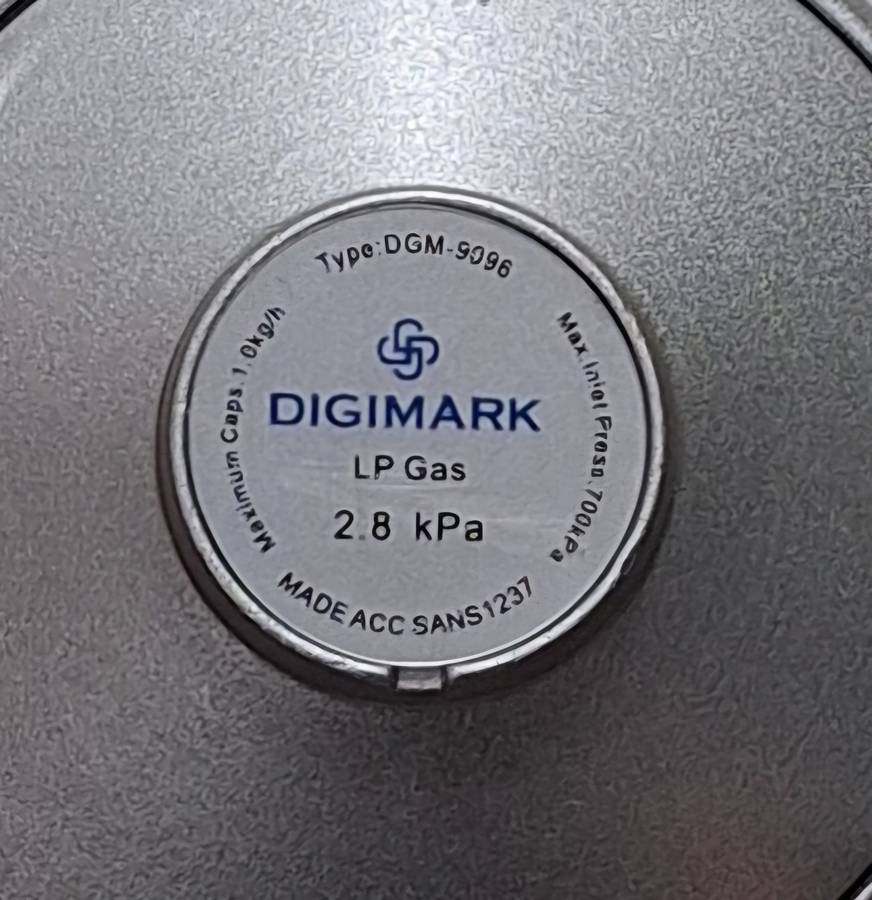 Type:DGM-9096
DIGIMARK
LP Gas
2.8 kPa
Maximum Caps.1.0kg/h
Max.Inlet Press.700kPa
MADE ACC SANS1237